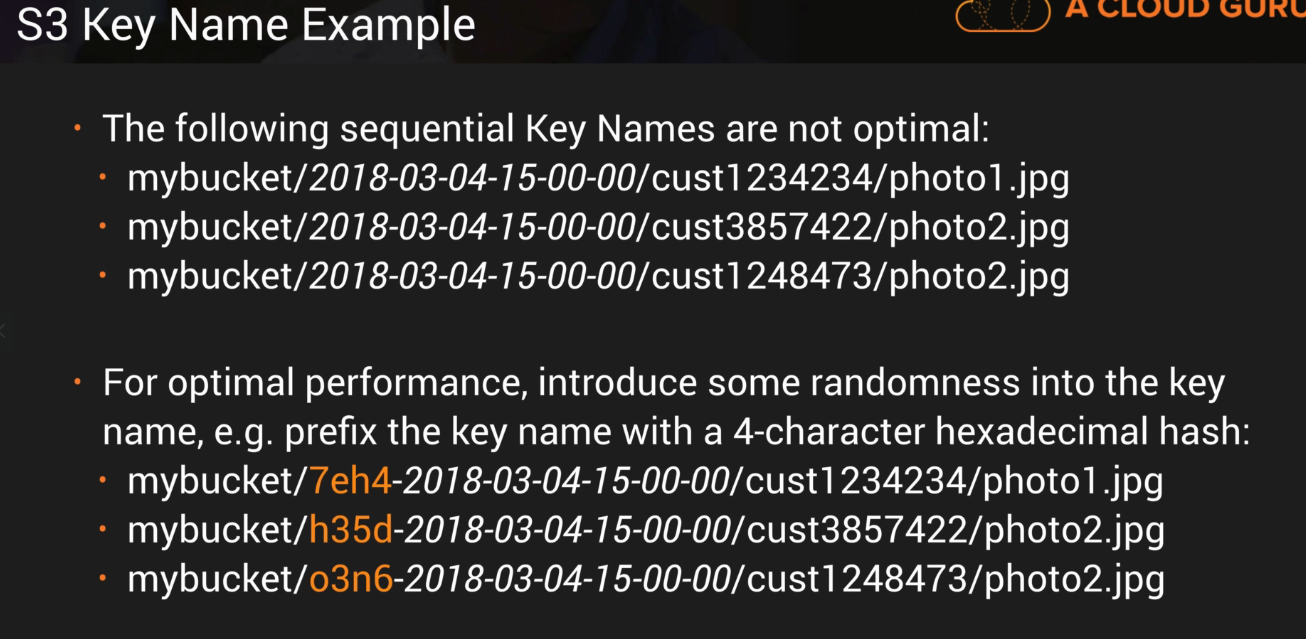 S3 Key Name Example
A CLOUD GURU
• The following sequential Key Names are not optimal:
• mybucket/2018-03-04-15-00-00/cust1234234/photo1.jpg
• mybucket/2018-03-04-15-00-00/cust3857422/photo2.jpg
• mybucket/2018-03-04-15-00-00/cust1248473/photo2.jpg
• For optimal performance, introduce some randomness into the key
name, e.g. prefix the key name with a 4-character hexadecimal hash:
• mybucket/7eh4-2018-03-04-15-00-00/cust1234234/photo1.jpg
• mybucket/h35d-2018-03-04-15-00-00/cust3857422/photo2.jpg
• mybucket/o3n6-2018-03-04-15-00-00/cust1248473/photo2.jpg